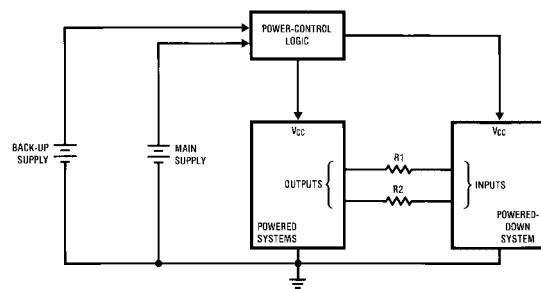 POWER-CONTROL
LOGIC
BACK-UP
SUPPLY
MAIN
SUPPLY
VCC
OUTPUTS
POWERED
SYSTEMS
R1
R2
VCC
INPUTS
POWERED-
DOWN
SYSTEM